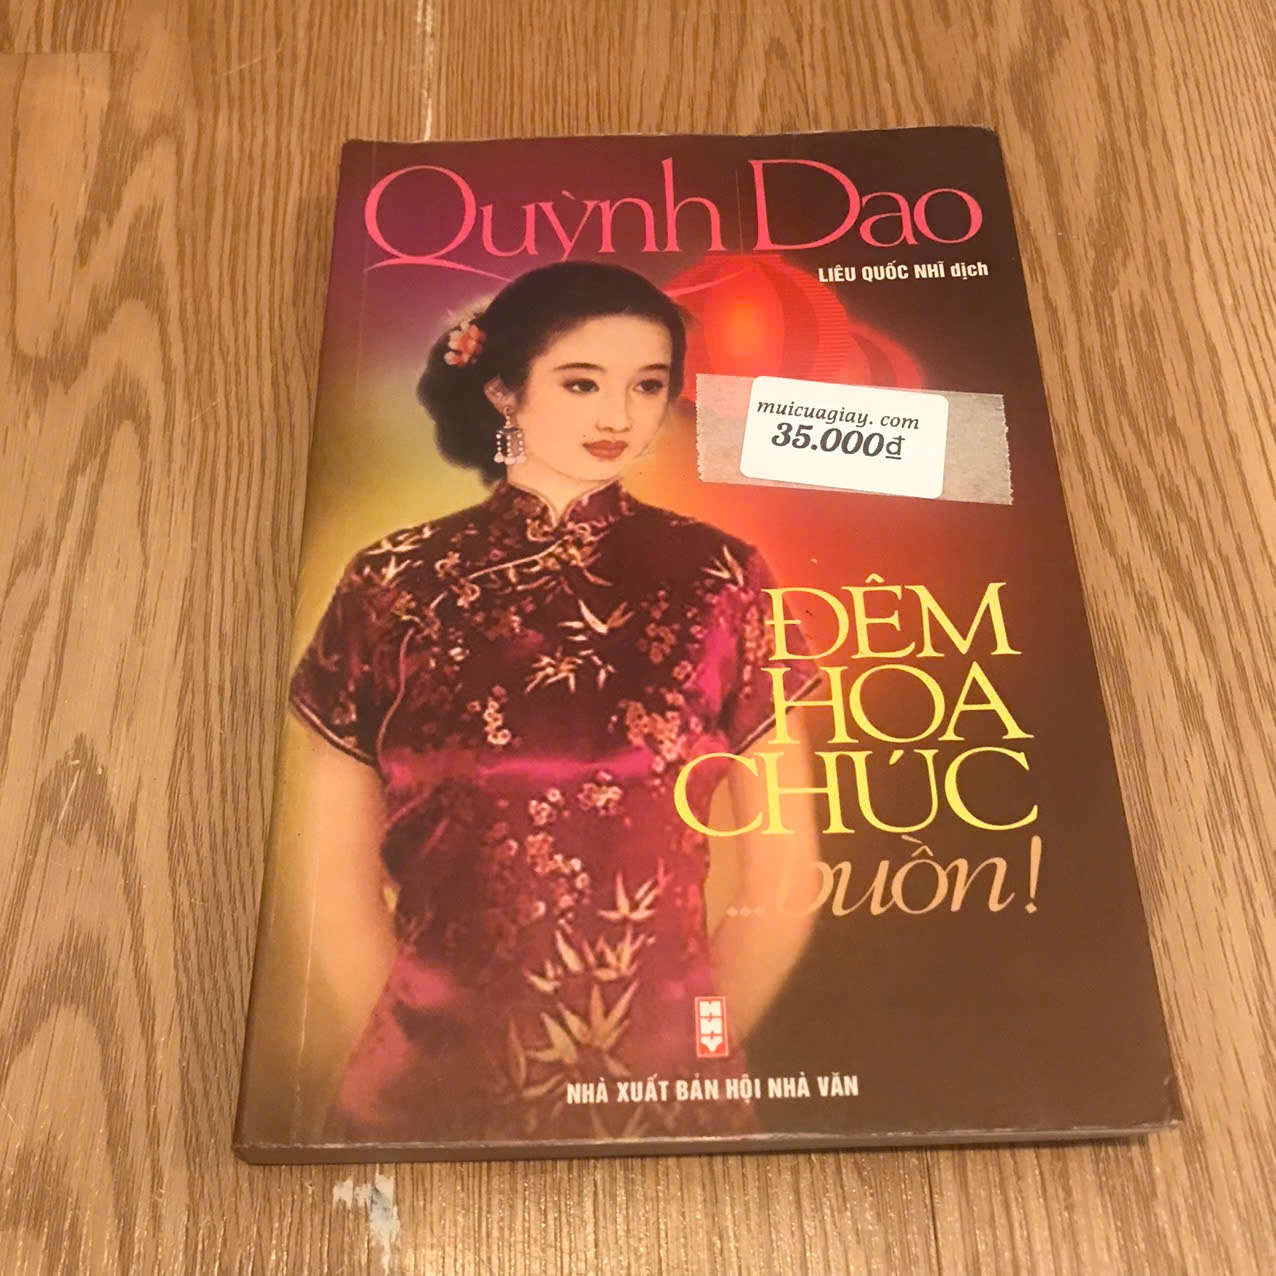 Quỳnh Dao
LIÊU QUỐC NHĨ dịch
muicuagiay. com
35.000đ
ĐÊM
HOA
CHÚC
...buồn!
HNV
NHÀ XUẤT BẢN HỘI NHÀ VĂN